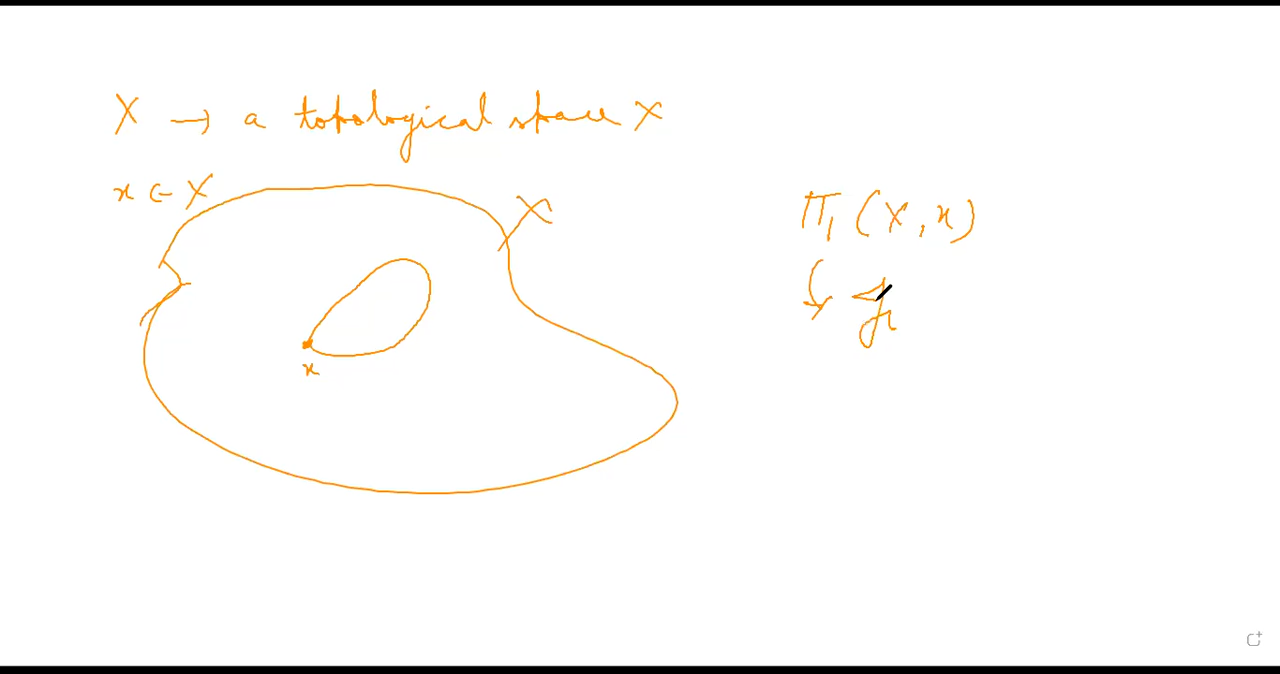 X → a topological space X
x ∈ X
X
π₁ (X, x)
x